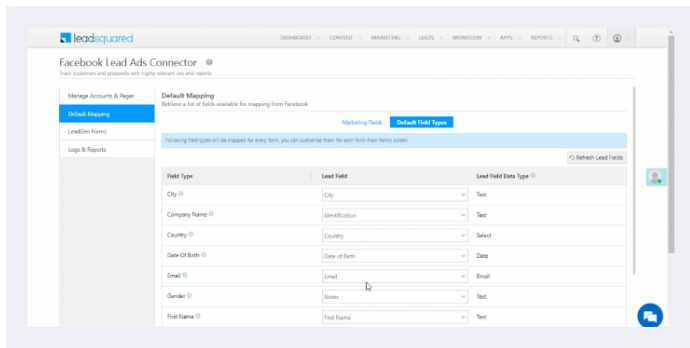 leadsquared
DASHBOARD CONTENT MARKETING LEADS WORKFLOW APPS REPORTS
Facebook Lead Ads Connector
Track customers and prospects with highly relevant ads and reports
Manage Accounts & Pages
Default Mapping
LeadGen Forms
Logs & Reports
Default Mapping
Retrieve a list of fields available for mapping from Facebook
Marketing Fields Default Field Types
Following field types will be mapped for every form, you can customise them for each form from forms screen.
Refresh Lead Fields
Field Type Lead Field Lead Field Data Type
City City Text
Company Name Identification Text
Country Country Select
Date Of Birth Date of Birth Date
Email Email Email
Gender Notes Text
First Name First Name Text